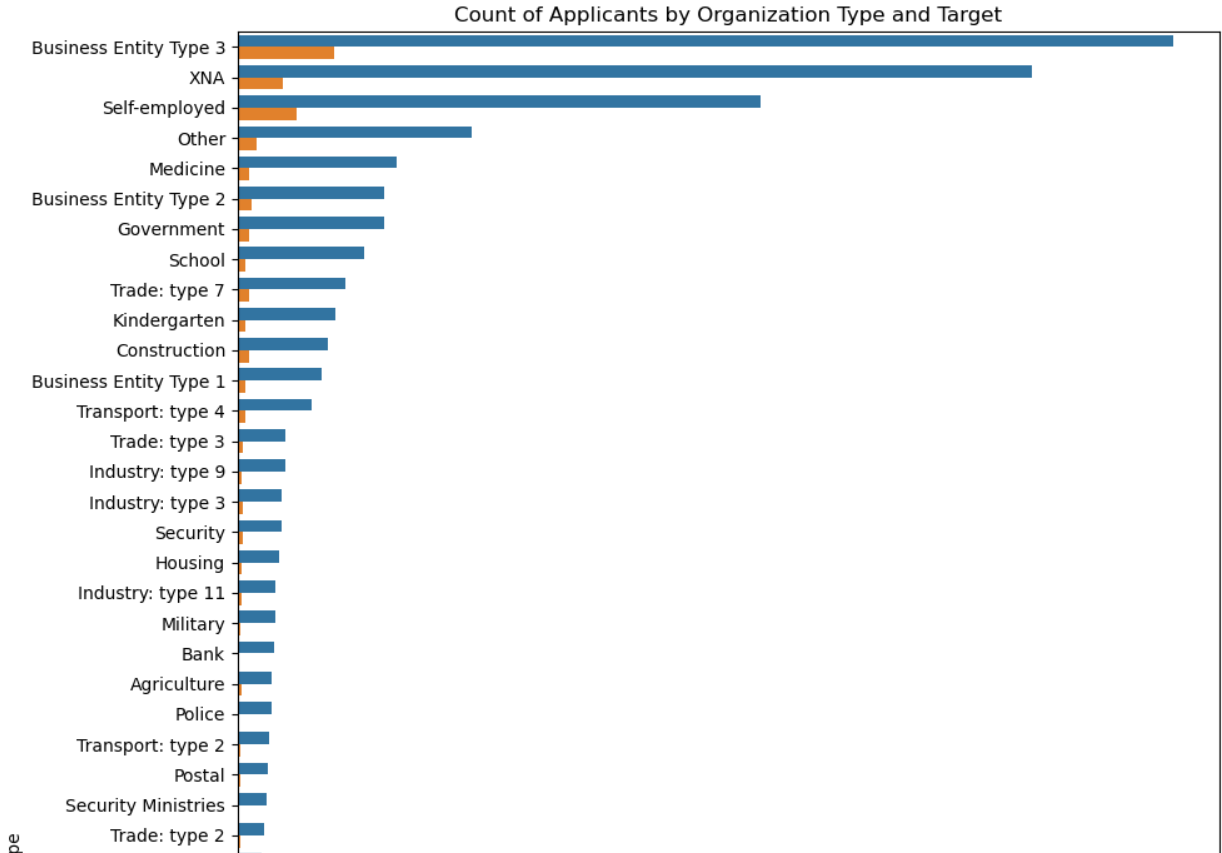 Count of Applicants by Organization Type and Target
Business Entity Type 3
XNA
Self-employed
Other
Medicine
Business Entity Type 2
Government
School
Trade: type 7
Kindergarten
Construction
Business Entity Type 1
Transport: type 4
Trade: type 3
Industry: type 9
Industry: type 3
Security
Housing
Industry: type 11
Military
Bank
Agriculture
Police
Transport: type 2
Postal
Security Ministries
Trade: type 2
pe